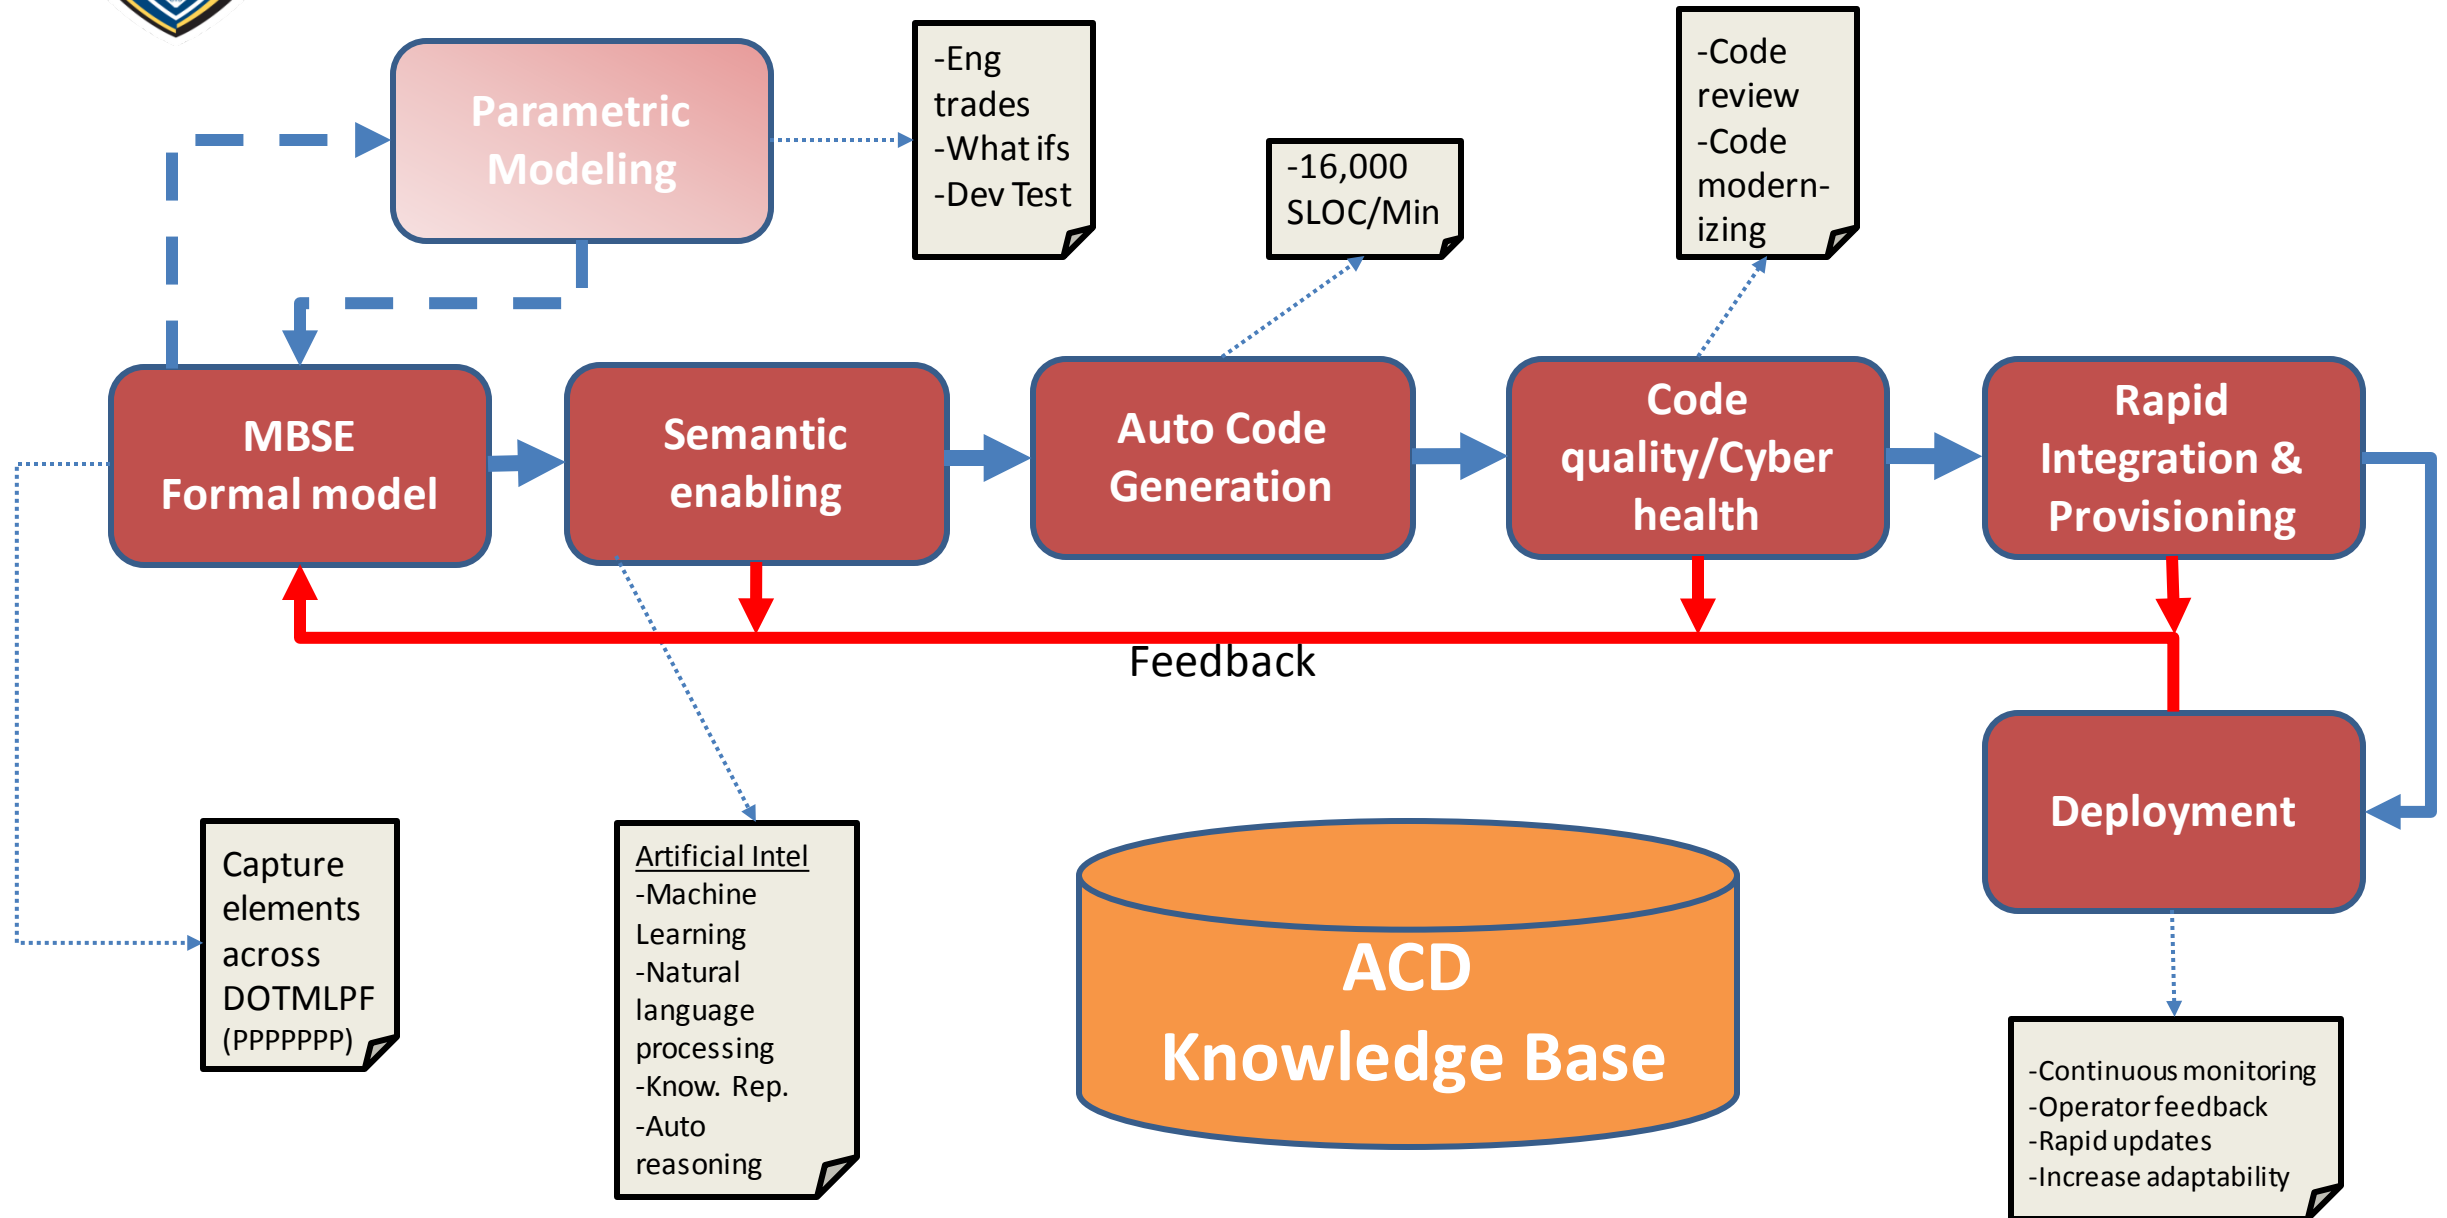 Parametric
Modeling
-Eng
trades
-What ifs
-Dev Test
-16,000
SLOC/Min
-Code
review
-Code
modern-
izing
MBSE
Formal model
Semantic
enabling
Auto Code
Generation
Code
quality/Cyber
health
Rapid
Integration &
Provisioning
Feedback
Deployment
Capture
elements
across
DOTMLPF
(PPPPPPP)
Artificial Intel
-Machine
Learning
-Natural
language
processing
-Know. Rep.
-Auto
reasoning
ACD
Knowledge Base
-Continuous monitoring
-Operator feedback
-Rapid updates
-Increase adaptability